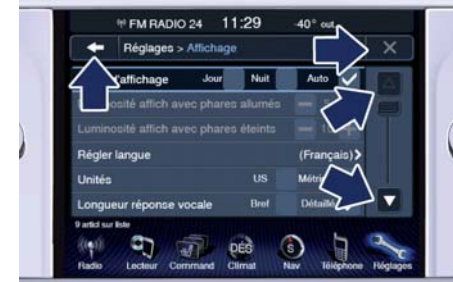 FM RADIO 24 11:29 -40° out
Réglages > Affichage
d'affichage Jour Nuit Auto
Luminosité affich avec phares allumés
Luminosité affich avec phares éteints
Régler langue (Français)
Unités US
Longueur réponse vocale Bref Détaillé
9 articl sur liste
Radio Lecteur Command Climat Nav Téléphone Réglages